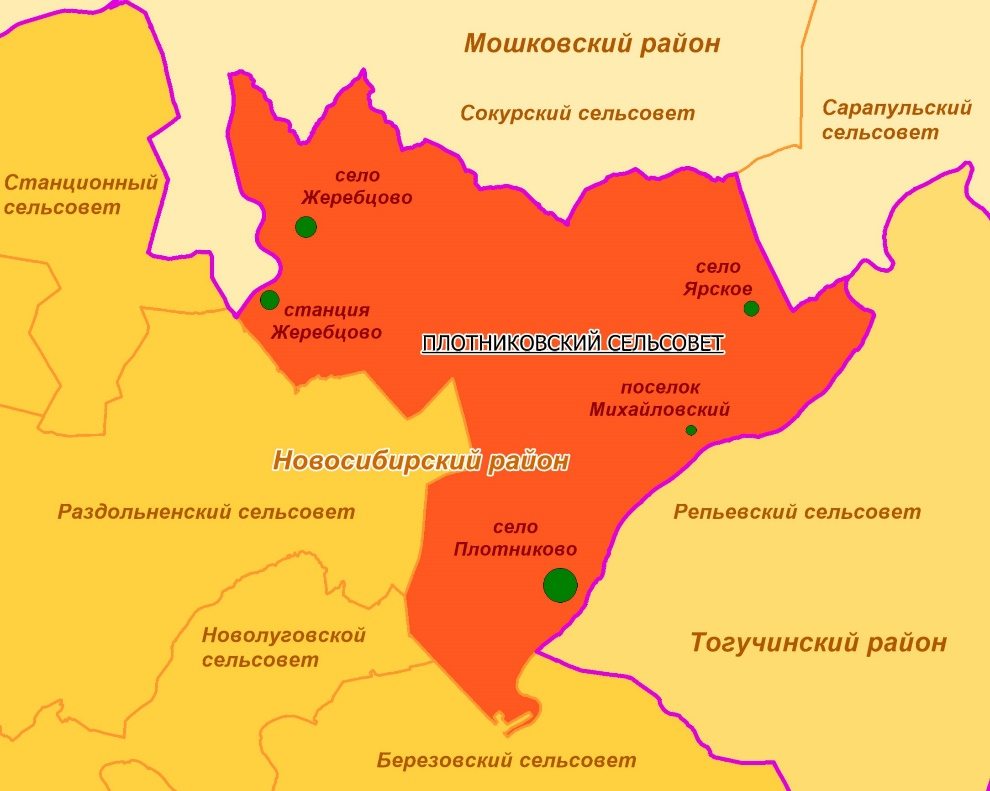 Мошковский район
Сокурский сельсовет
Сарапульский
сельсовет
Станционный
сельсовет
село
Жеребцово
село
Ярское
станция
Жеребцово
ПЛОТНИКОВСКИЙ СЕЛЬСОВЕТ
поселок
Михайловский
Новосибирский район
Раздольненский сельсовет
Репьевский сельсовет
село
Плотниково
Новолуговской
сельсовет
Тогучинский район
Березовский сельсовет